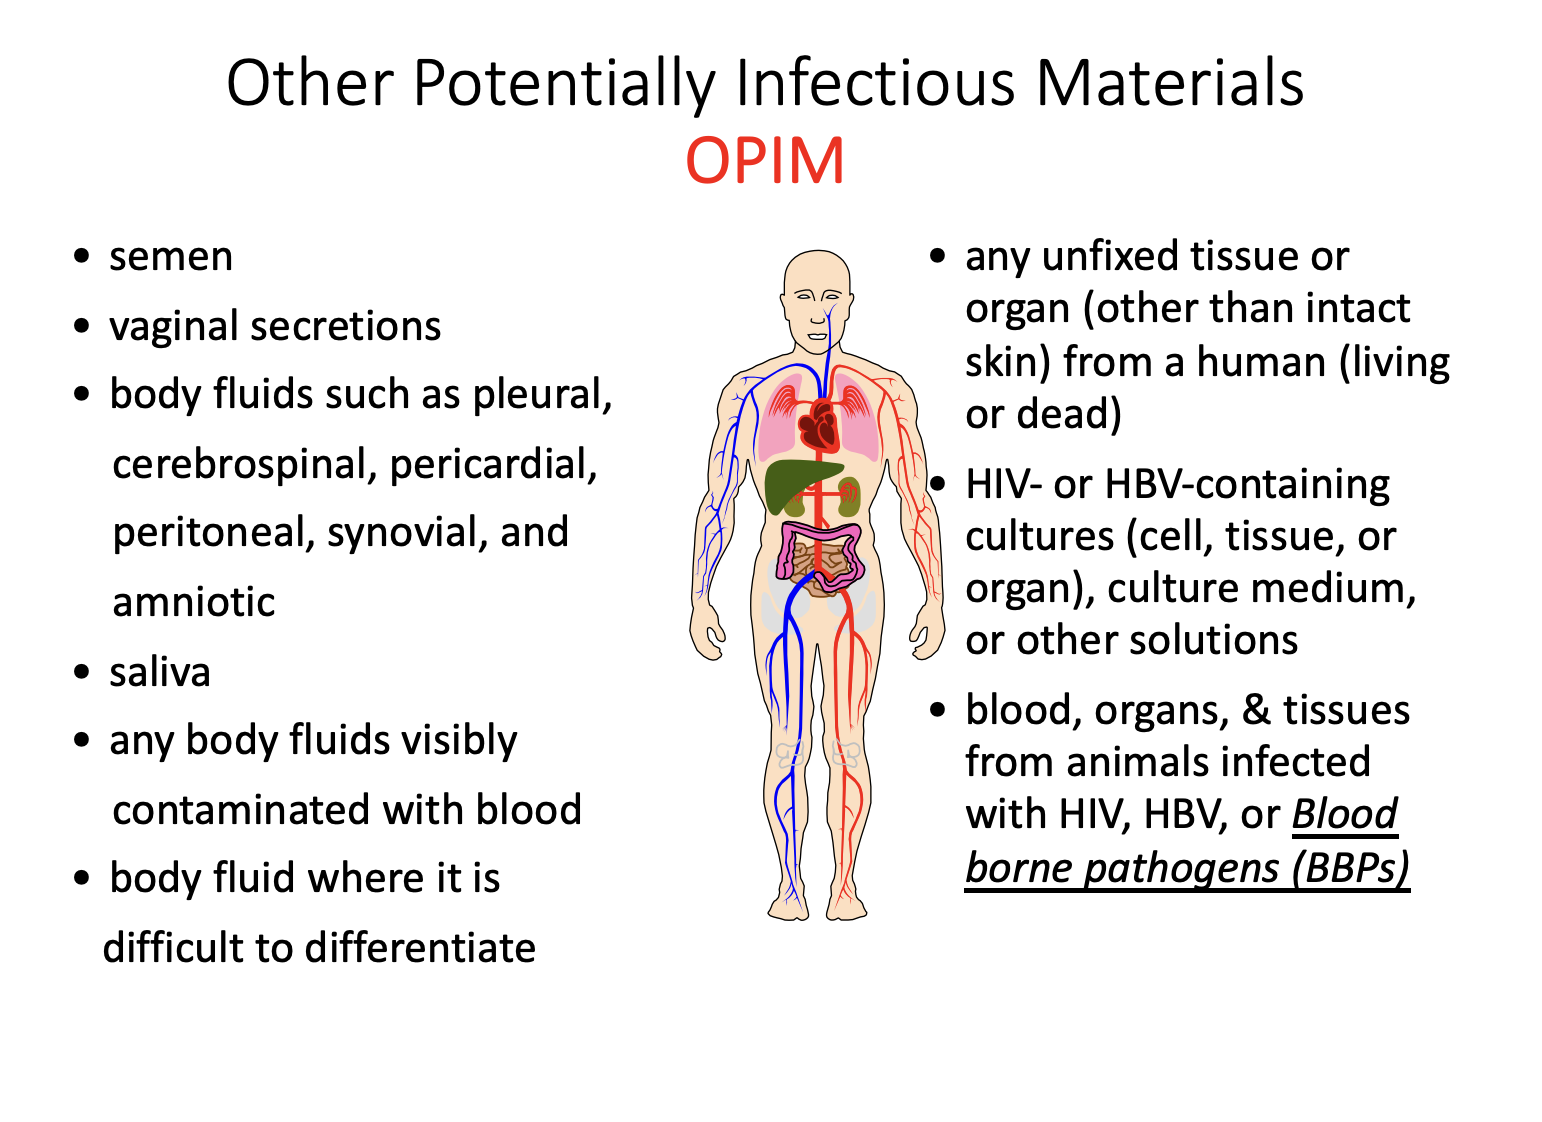 Other Potentially Infectious Materials
OPIM
• semen
• vaginal secretions
• body fluids such as pleural,
cerebrospinal, pericardial,
peritoneal, synovial, and
amniotic
• saliva
• any body fluids visibly
contaminated with blood
• body fluid where it is
difficult to differentiate
• any unfixed tissue or
organ (other than intact
skin) from a human (living
or dead)
• HIV- or HBV-containing
cultures (cell, tissue, or
organ), culture medium,
or other solutions
• blood, organs, & tissues
from animals infected
with HIV, HBV, or Blood
borne pathogens (BBPs)